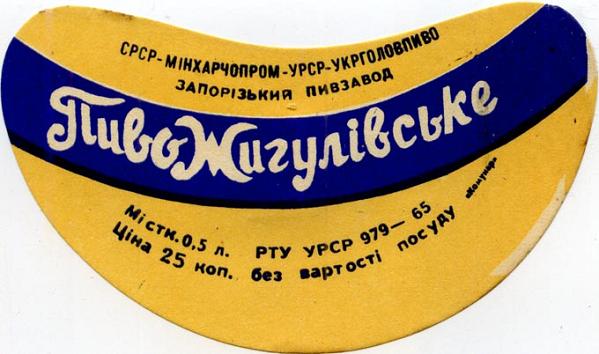 СРСР-МІНХАРЧОПРОМ-УРСР-УКРГОЛОВПИВО
ЗАПОРІЗЬКИЙ ПИВЗАВОД
Пиво Жигулівське
Містк. 0,5 л. РТУ УРСР 979—65
Ціна 25 коп. без вартості посуду